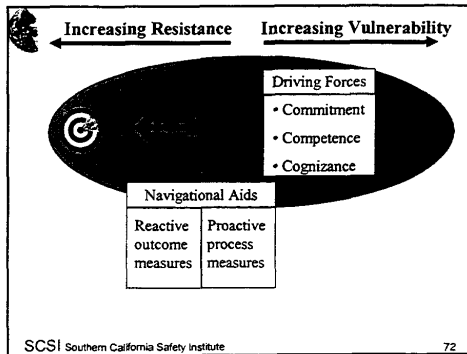 Increasing Resistance Increasing Vulnerability
Driving Forces
• Commitment
• Competence
• Cognizance
Navigational Aids
Reactive outcome measures
Proactive process measures
SCSI Southern California Safety Institute 72